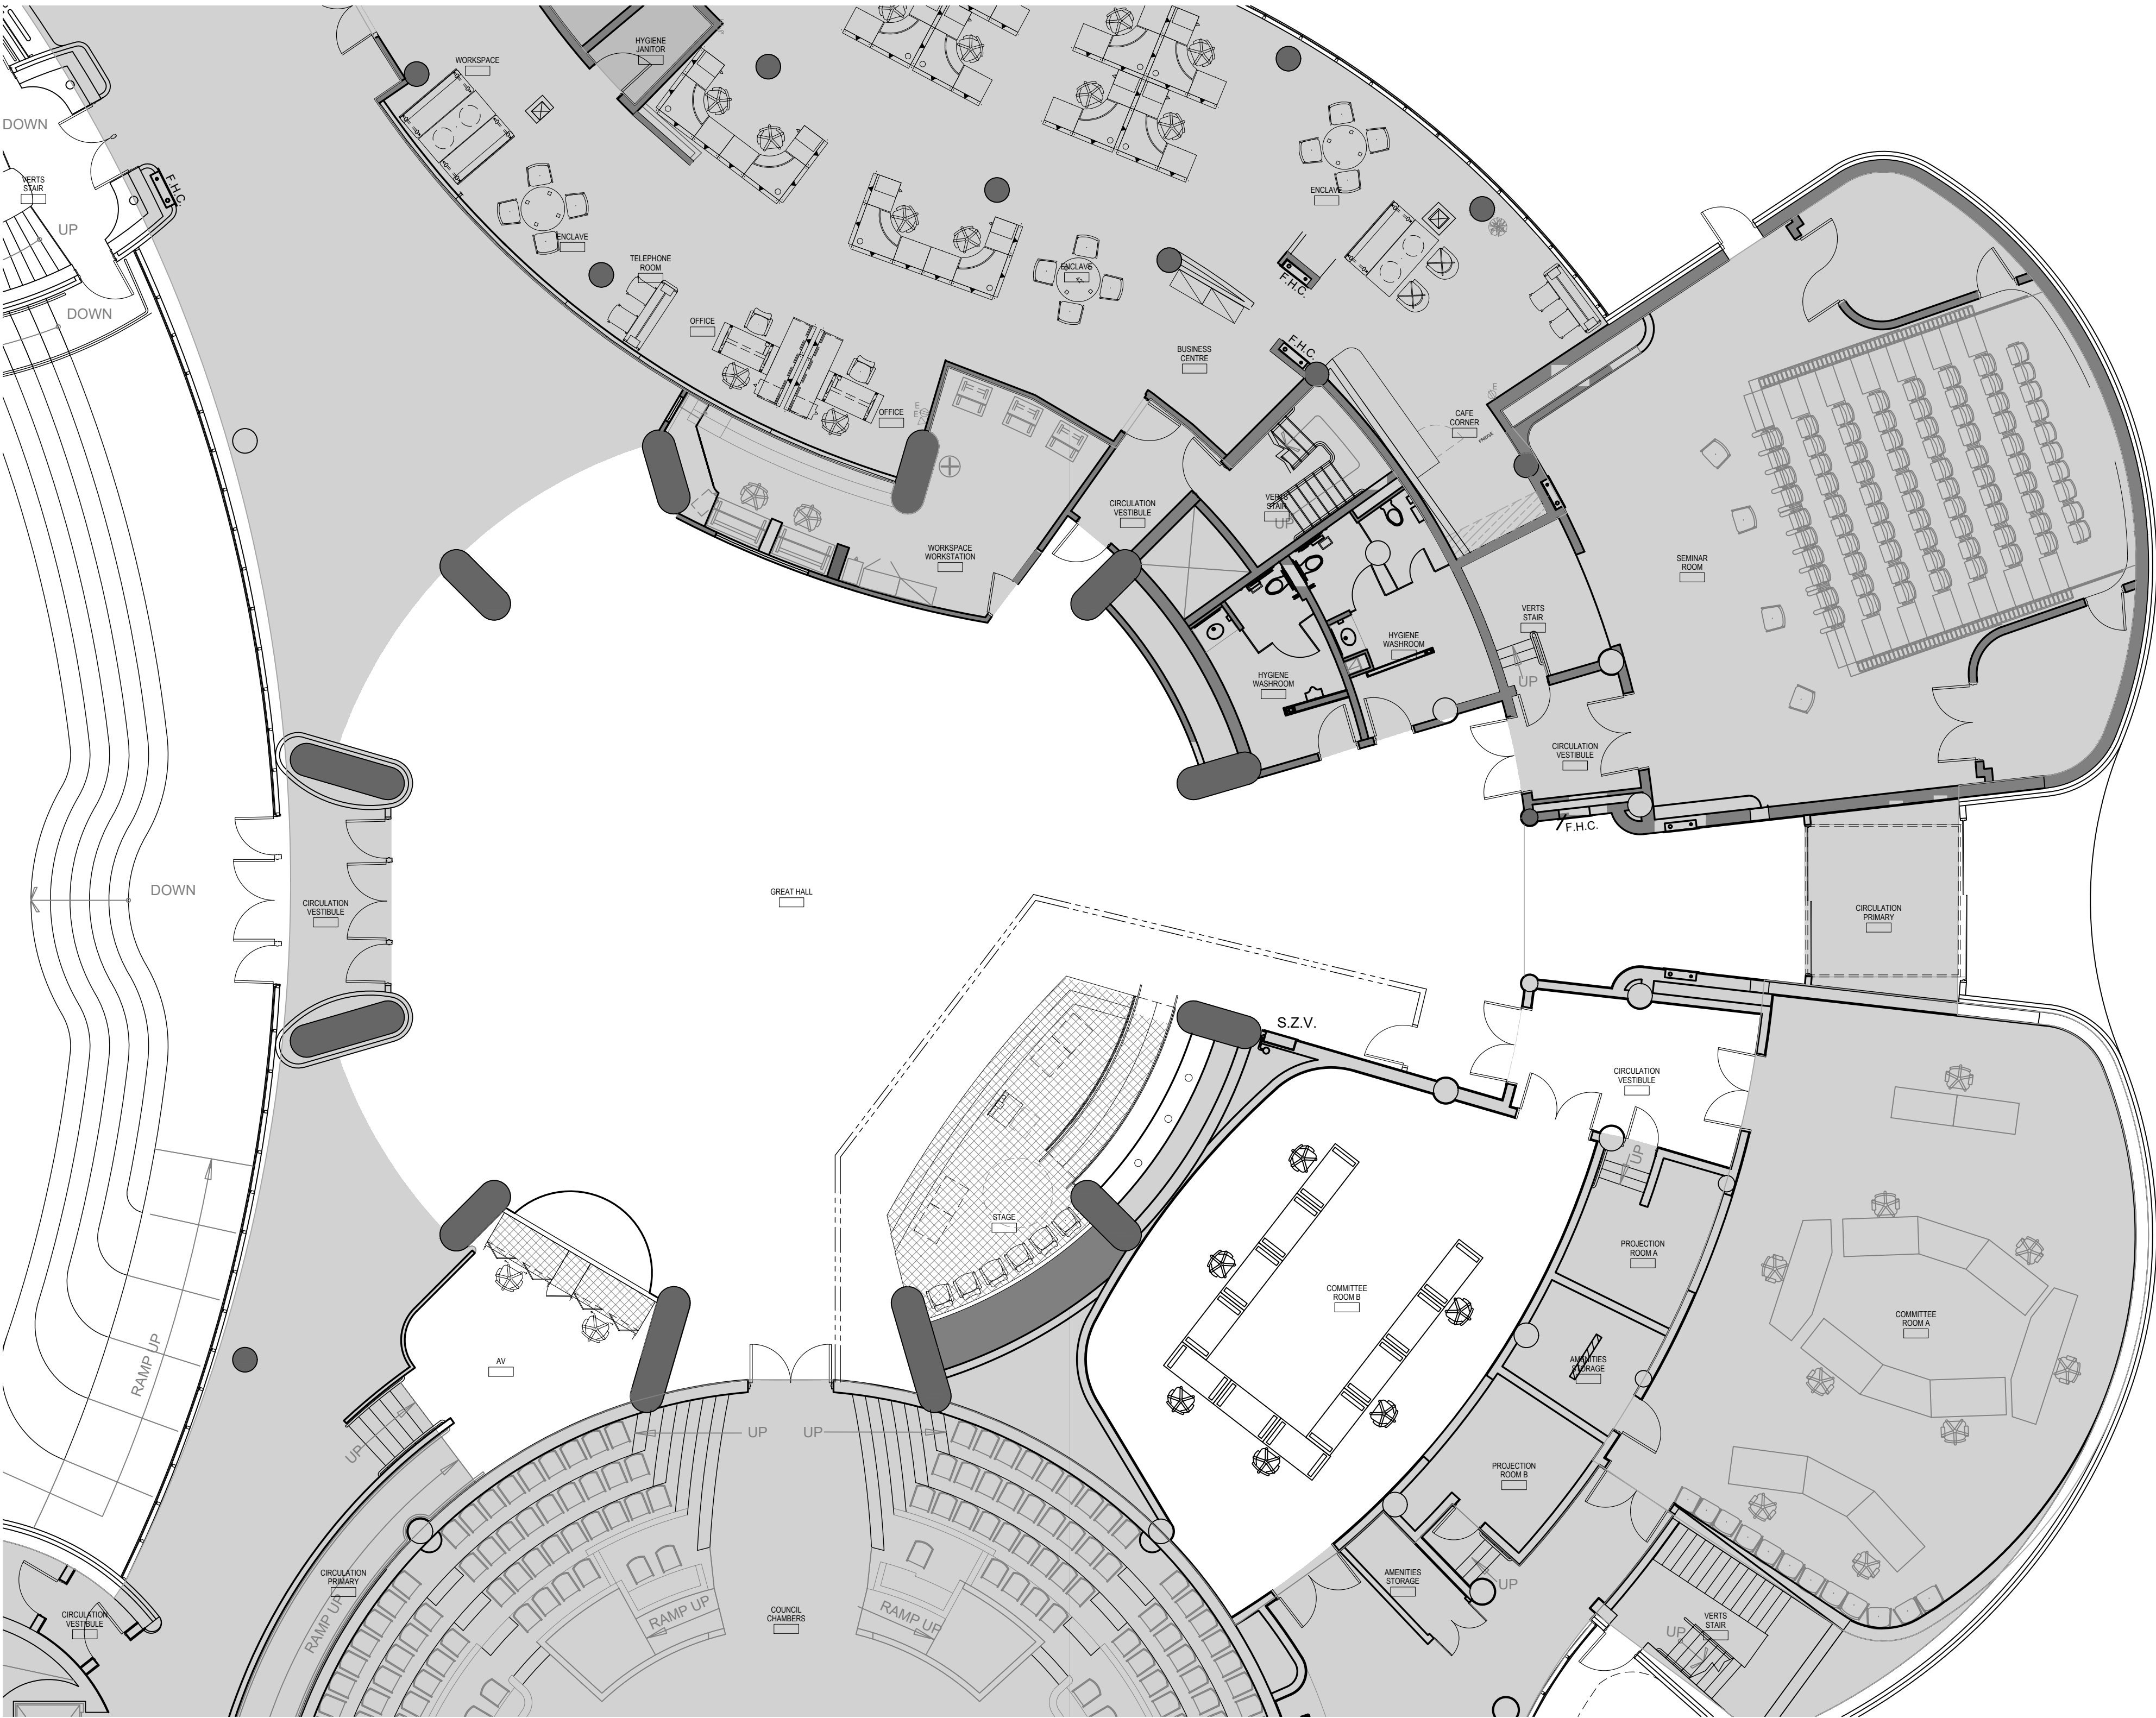 HYGIENE
JANITOR
WORKSPACE
DOWN
VERTS
STAIR
F.H.C.
UP
DOWN
ENCLAVE
TELEPHONE
ROOM
OFFICE
OFFICE
E
E
ENCLAVE
ENCLAVE
F.H.C.
F.H.C.
BUSINESS
CENTRE
E
CAFE
CORNER
FRIDGE
CIRCULATION
VESTIBULE
VERTS
STAIR
UP
WORKSPACE
WORKSTATION
SEMINAR
ROOM
VERTS
STAIR
UP
HYGIENE
WASHROOM
HYGIENE
WASHROOM
CIRCULATION
VESTIBULE
F.H.C.
DOWN
CIRCULATION
VESTIBULE
GREAT HALL
CIRCULATION
PRIMARY
S.Z.V.
CIRCULATION
VESTIBULE
UP
STAGE
PROJECTION
ROOM A
COMMITTEE
ROOM B
COMMITTEE
ROOM A
RAMP UP
AV
AMENITIES
STORAGE
UP
UP
UP
PROJECTION
ROOM B
CIRCULATION
PRIMARY
RAMP UP
AMENITIES
STORAGE
UP
CIRCULATION
VESTIBULE
COUNCIL
CHAMBERS
RAMP UP
RAMP UP
VERTS
STAIR
UP